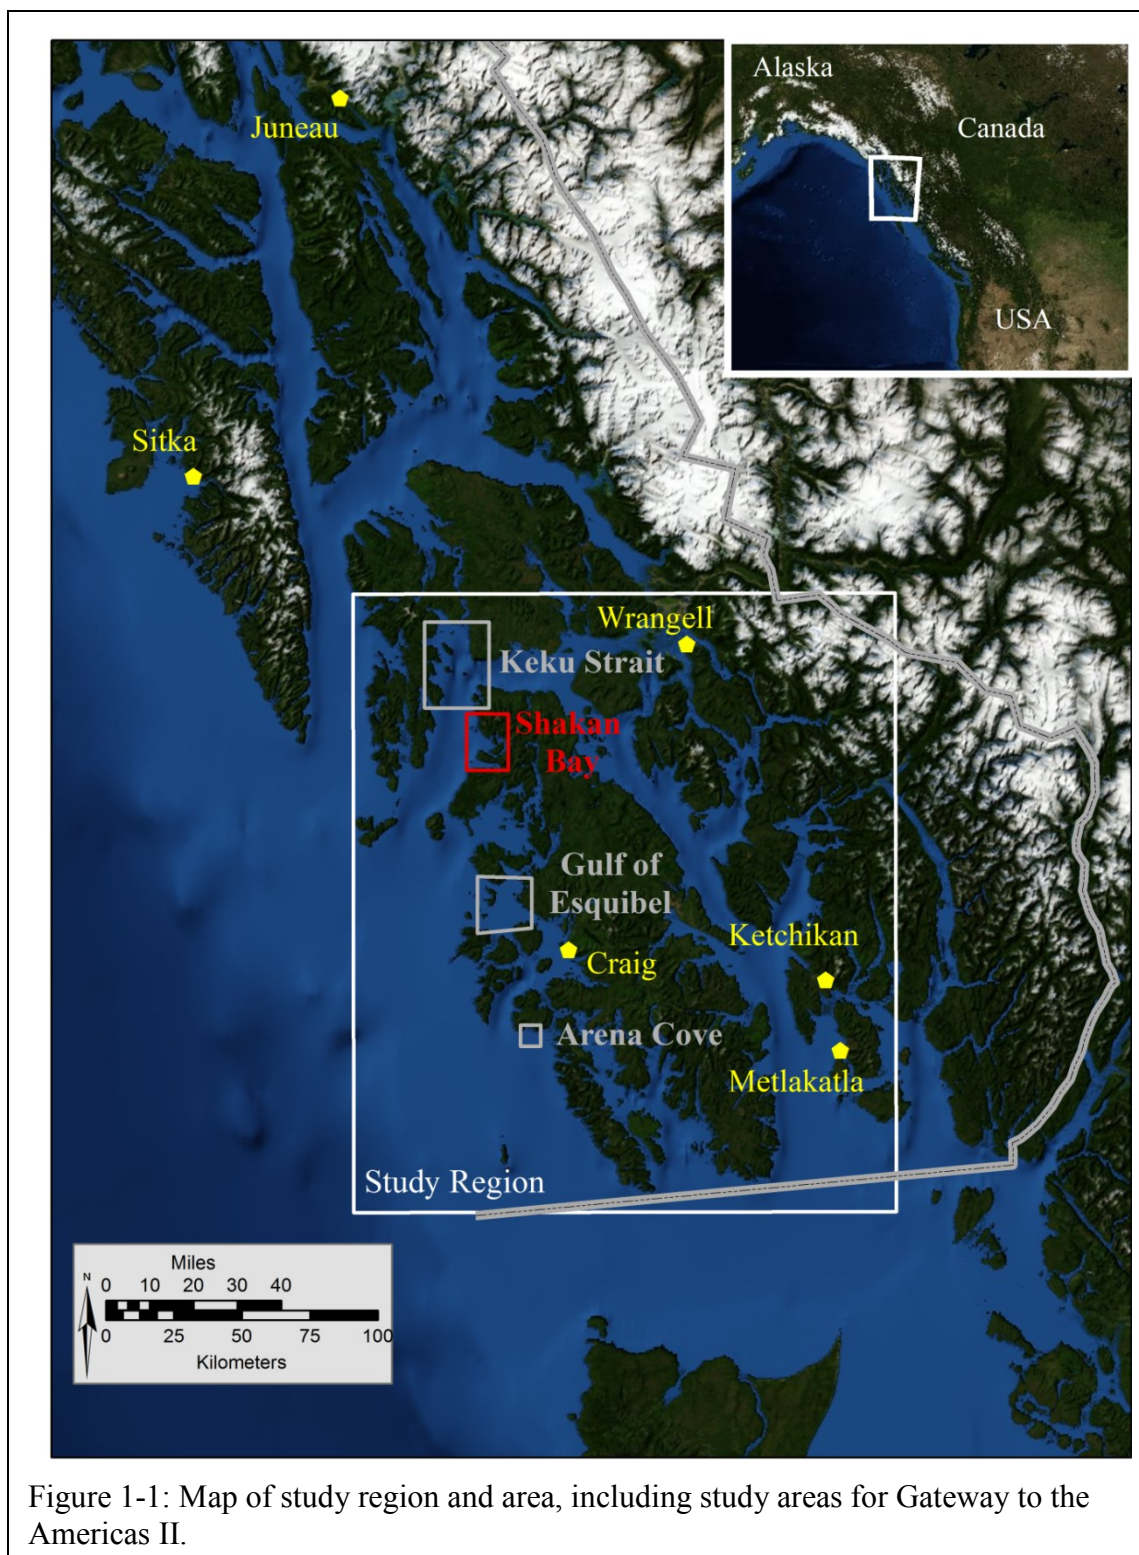 Alaska
Canada
USA
Juneau
Sitka
Wrangell
Keku Strait
Shakan
Bay
Gulf of
Esquibel
Craig
Ketchikan
Arena Cove
Metlakatla
Study Region
Miles
N
0 10 20 30 40
0 25 50 75 100
Kilometers
Figure 1-1: Map of study region and area, including study areas for Gateway to the
Americas II.